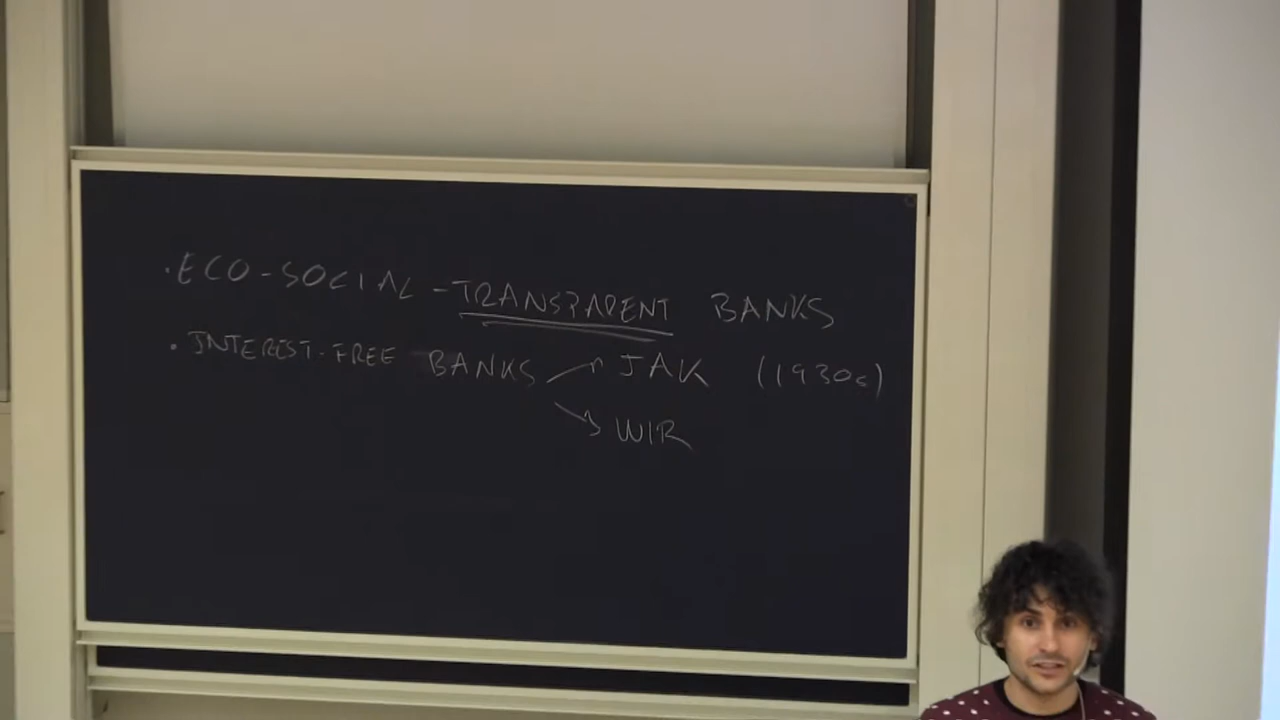 · ECO-SOCIAL-TRANSPARENT BANKS
· INTEREST-FREE BANKS → JAK (1930s)
→ WIR